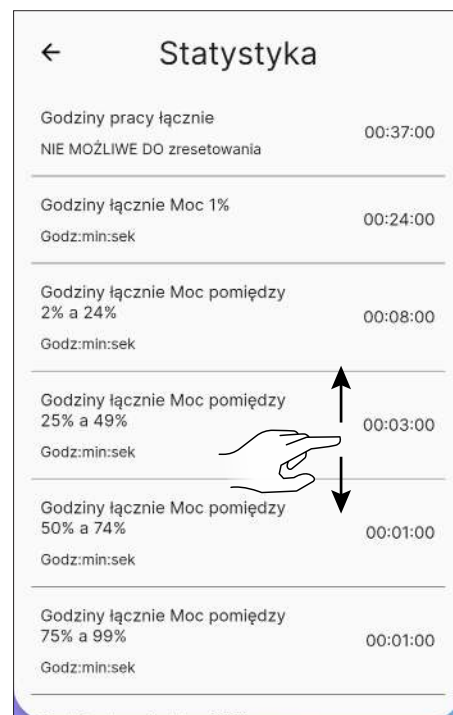 Statystyka
Godziny pracy łącznie
00:37:00
NIE MOŻLIWE DO zresetowania
Godziny łącznie Moc 1%
00:24:00
Godz:min:sek
Godziny łącznie Moc pomiędzy
2% a 24%
00:08:00
Godz:min:sek
Godziny łącznie Moc pomiędzy
25% a 49%
00:03:00
Godz:min:sek
Godziny łącznie Moc pomiędzy
50% a 74%
00:01:00
Godz:min:sek
Godziny łącznie Moc pomiędzy
75% a 99%
00:01:00
Godz:min:sek